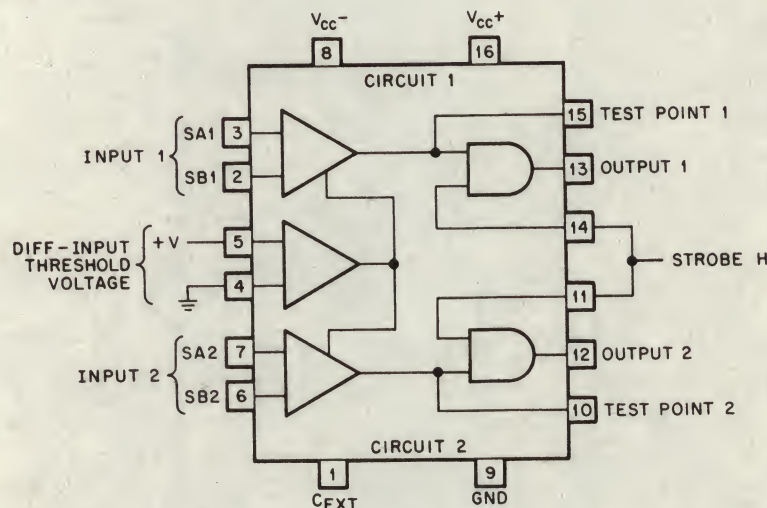 VCC- VCC+
8 16
CIRCUIT 1
INPUT 1
SA1 3
SB1 2
15 TEST POINT 1
13 OUTPUT 1
14
DIFF-INPUT
THRESHOLD
VOLTAGE
+V 5
4
STROBE H
11
INPUT 2
SA2 7
SB2 6
12 OUTPUT 2
10 TEST POINT 2
CIRCUIT 2
1 9
CEXT GND